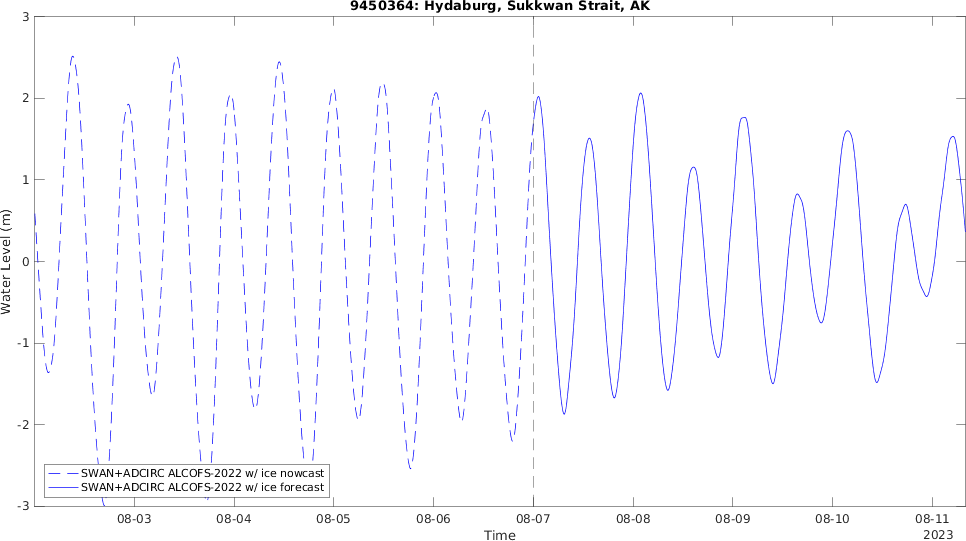 9450364: Hydaburg, Sukkwan Strait, AK
3
2
1
0
-1
-2
-3
Water Level (m)
SWAN+ADCIRC ALCOFS-2022 w/ ice nowcast
SWAN+ADCIRC ALCOFS-2022 w/ ice forecast
08-03 08-04 08-05 08-06 08-07 08-08 08-09 08-10 08-11
Time 2023